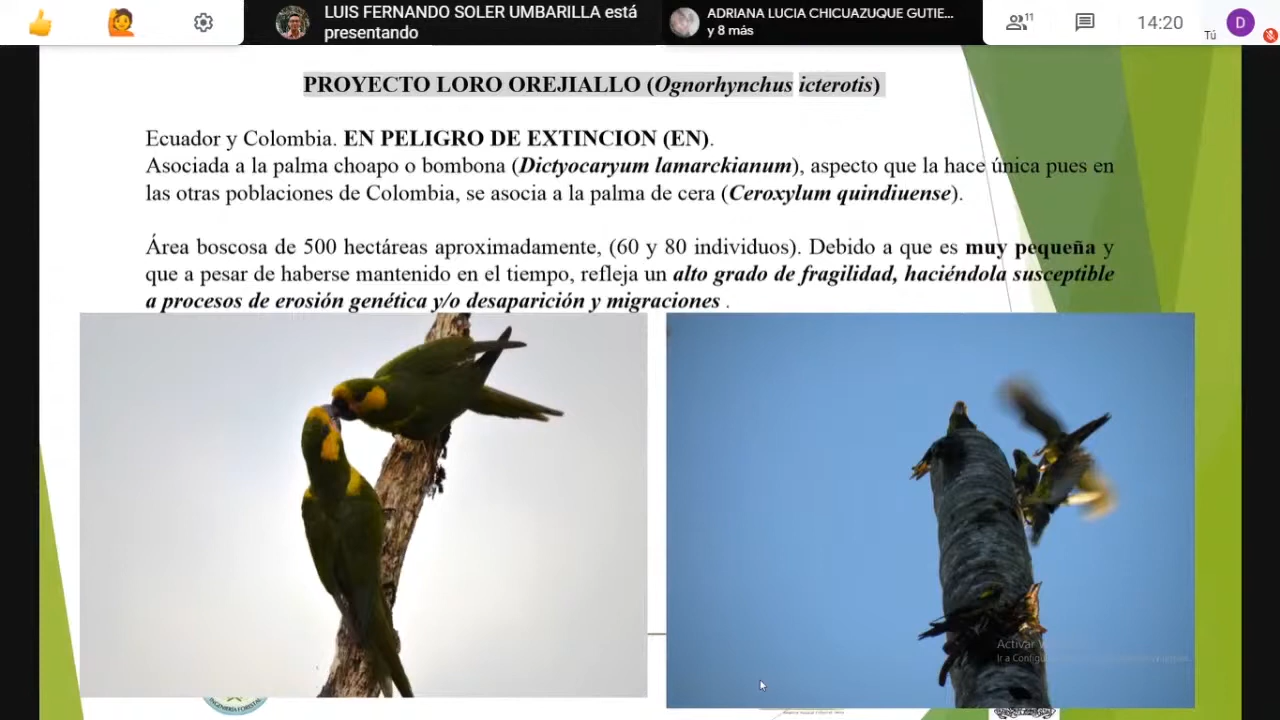 LUIS FERNANDO SOLER UMBARILLA está
presentando
ADRIANA LUCIA CHICUAZUQUE GUTIE...
y 8 más
11
14:20
Tú
D
PROYECTO LORO OREJIALLO (Ognorhynchus icterotis)
Ecuador y Colombia. EN PELIGRO DE EXTINCION (EN).
Asociada a la palma choapo o bombona (Dictyocaryum lamarckianum), aspecto que la hace única pues en
las otras poblaciones de Colombia, se asocia a la palma de cera (Ceroxylum quindiuense).
Área boscosa de 500 hectáreas aproximadamente, (60 y 80 individuos). Debido a que es muy pequeña y
que a pesar de haberse mantenido en el tiempo, refleja un alto grado de fragilidad, haciéndola susceptible
a procesos de erosión genética y/o desaparición y migraciones .
Activar
Ir a
INGENIERÍA FORESTAL